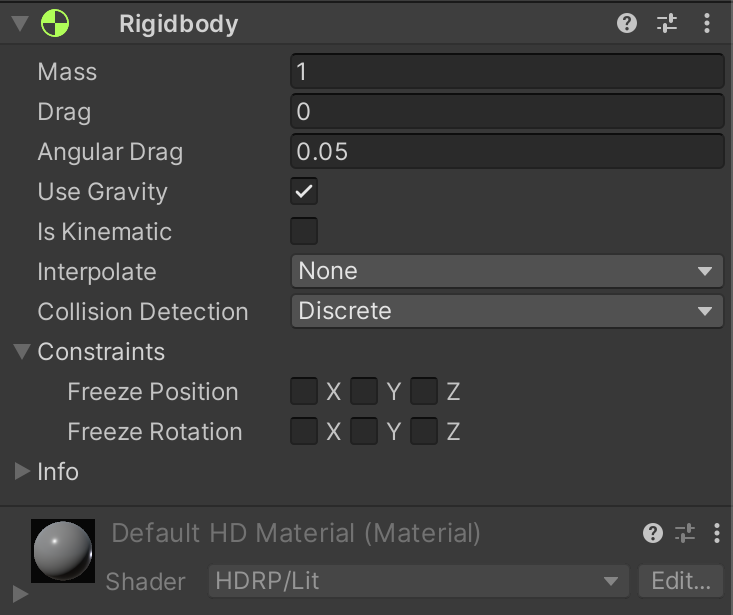 Rigidbody
Mass 1
Drag 0
Angular Drag 0.05
Use Gravity
Is Kinematic
Interpolate None
Collision Detection Discrete
Constraints
Freeze Position X Y Z
Freeze Rotation X Y Z
Info
Default HD Material (Material)
Shader HDRP/Lit Edit...